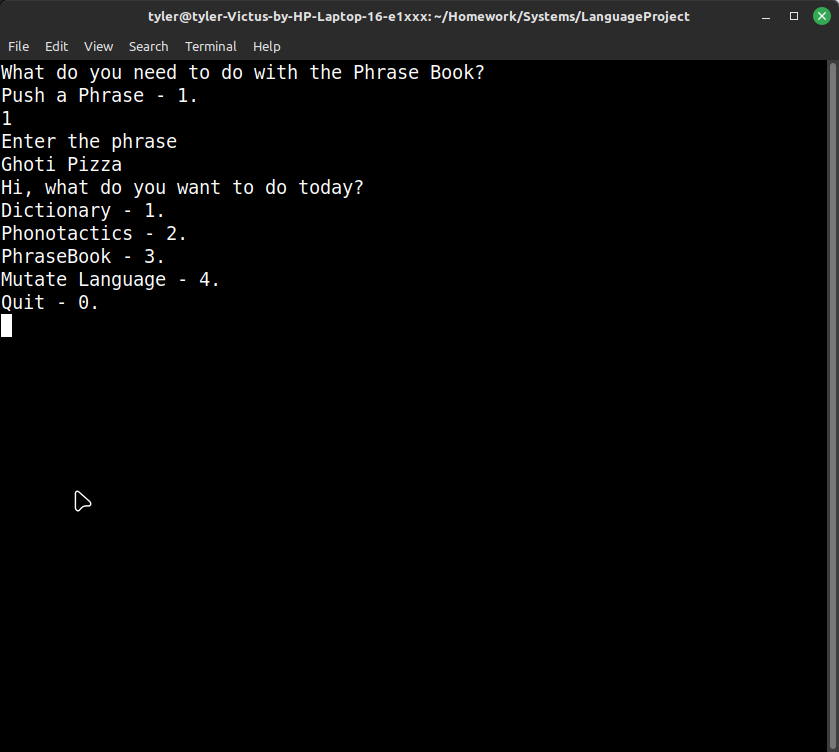 tyler@tyler-Victus-by-HP-Laptop-16-e1xxx: ~/Homework/Systems/LanguageProject
File Edit View Search Terminal Help
What do you need to do with the Phrase Book?
Push a Phrase - 1.
1
Enter the phrase
Ghoti Pizza
Hi, what do you want to do today?
Dictionary - 1.
Phonotactics - 2.
PhraseBook - 3.
Mutate Language - 4.
Quit - 0.